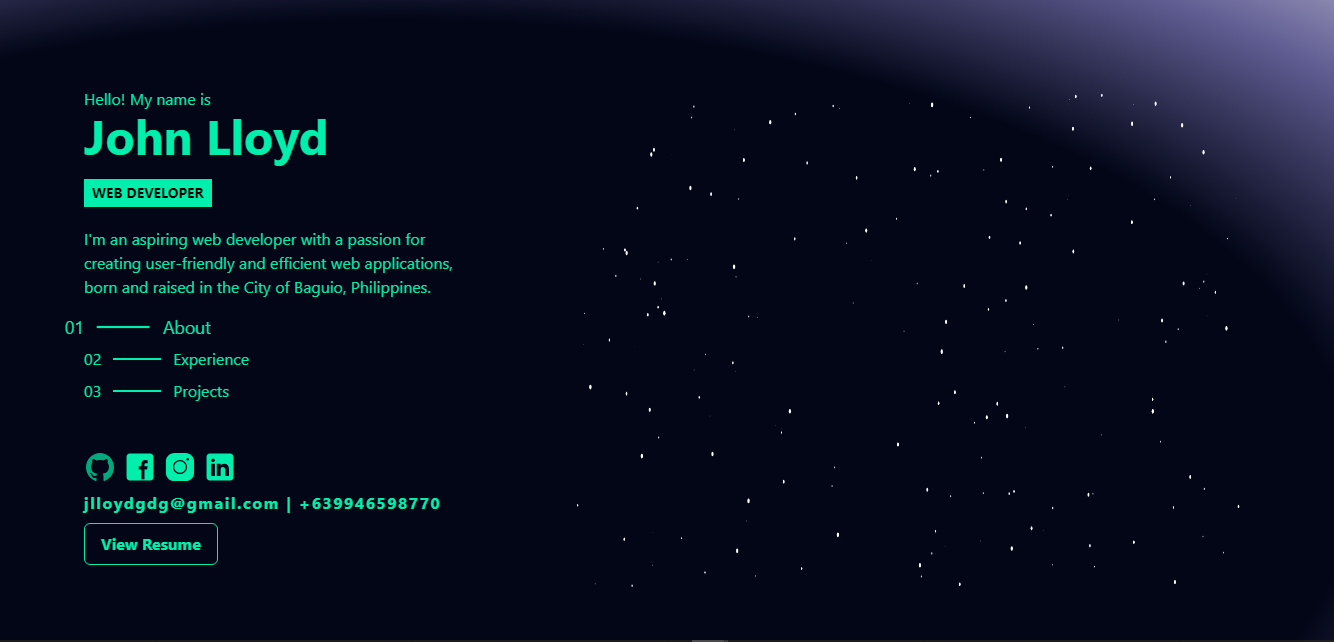 Hello! My name is
John Lloyd
WEB DEVELOPER
I'm an aspiring web developer with a passion for
creating user-friendly and efficient web applications,
born and raised in the City of Baguio, Philippines.
01 About
02 Experience
03 Projects
jlloydgdg@gmail.com | +639946598770
View Resume